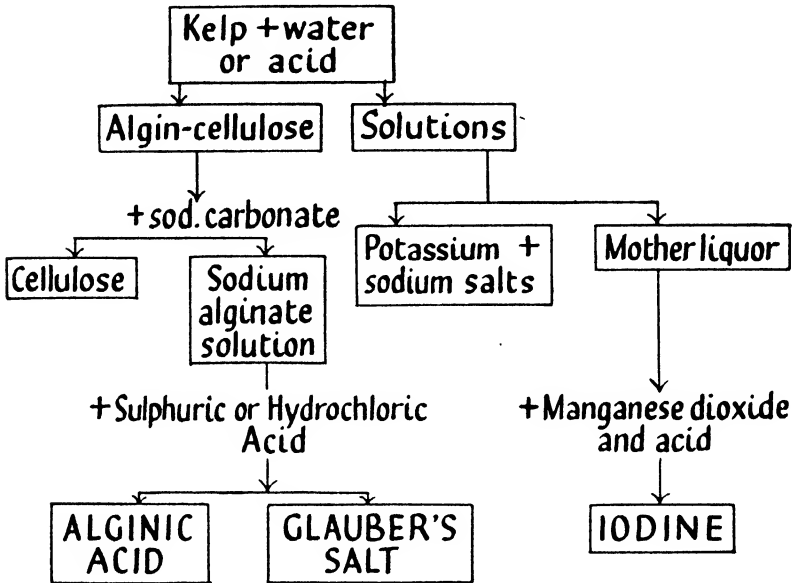 Kelp + water
or acid
Algin-cellulose
Solutions
+ sod. carbonate
Cellulose
Sodium
alginate
solution
Potassium +
sodium salts
Mother liquor
+ Sulphuric or Hydrochloric
Acid
+ Manganese dioxide
and acid
ALGINIC
ACID
GLAUBER'S
SALT
IODINE